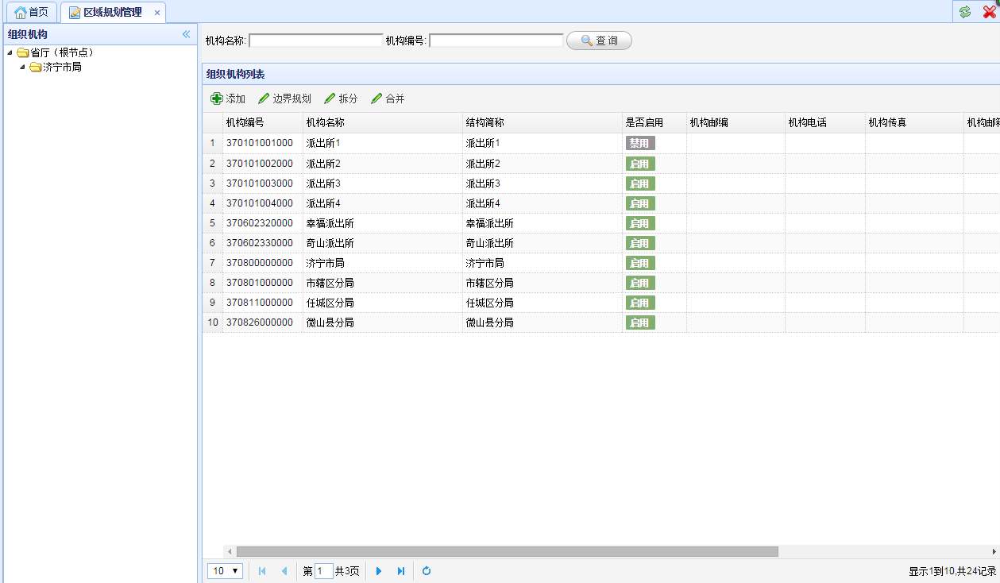 首页 区域规划管理 ×
组织机构
省厅（根节点）
济宁市局
机构名称: 机构编号: 查 询
组织机构列表
添加 边界规划 拆分 合并
机构编号 机构名称 结构简称 是否启用 机构邮编 机构电话 机构传真 机构邮箱
1 370101001000 派出所1 派出所1 禁用
2 370101002000 派出所2 派出所2 启用
3 370101003000 派出所3 派出所3 启用
4 370101004000 派出所4 派出所4 启用
5 370602320000 幸福派出所 幸福派出所 启用
6 370602330000 奇山派出所 奇山派出所 启用
7 370800000000 济宁市局 济宁市局 启用
8 370801000000 市辖区分局 市辖区分局 启用
9 370811000000 任城区分局 任城区分局 启用
10 370826000000 微山县分局 微山县分局 启用
10 第 1 共3页 显示1到10,共24记录